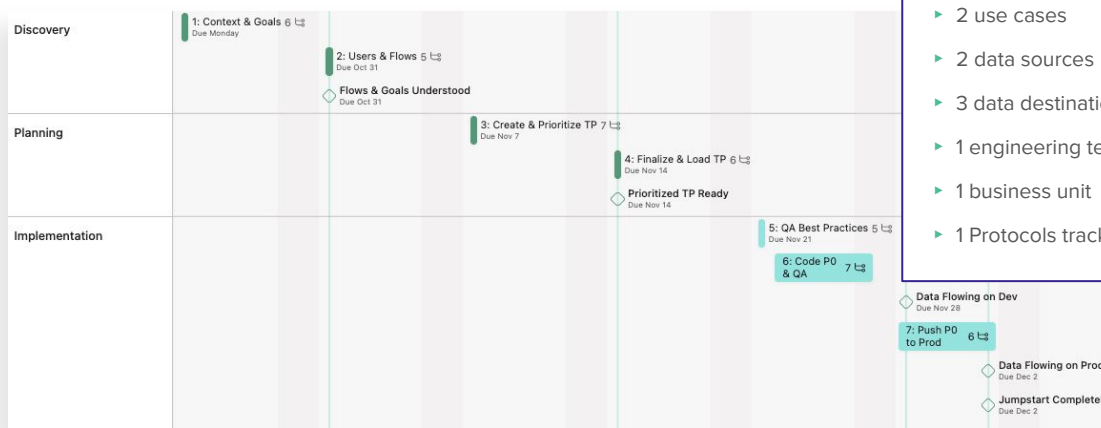 Discovery
1: Context & Goals 6
Due Monday
2: Users & Flows 5
Due Oct 31
Flows & Goals Understood
Due Oct 31
Planning
3: Create & Prioritize TP 7
Due Nov 7
4: Finalize & Load TP 6
Due Nov 14
Prioritized TP Ready
Due Nov 14
Implementation
5: QA Best Practices 5
Due Nov 21
6: Code P0
& QA
7
Data Flowing on Dev
Due Nov 28
7: Push P0
to Prod
6
Data Flowing on Prod
Due Dec 2
Jumpstart Complete
Due Dec 2
▸ 2 use cases
▸ 2 data sources
▸ 3 data
▸ 1 engineering
▸ 1 business unit
▸ 1 Protocols